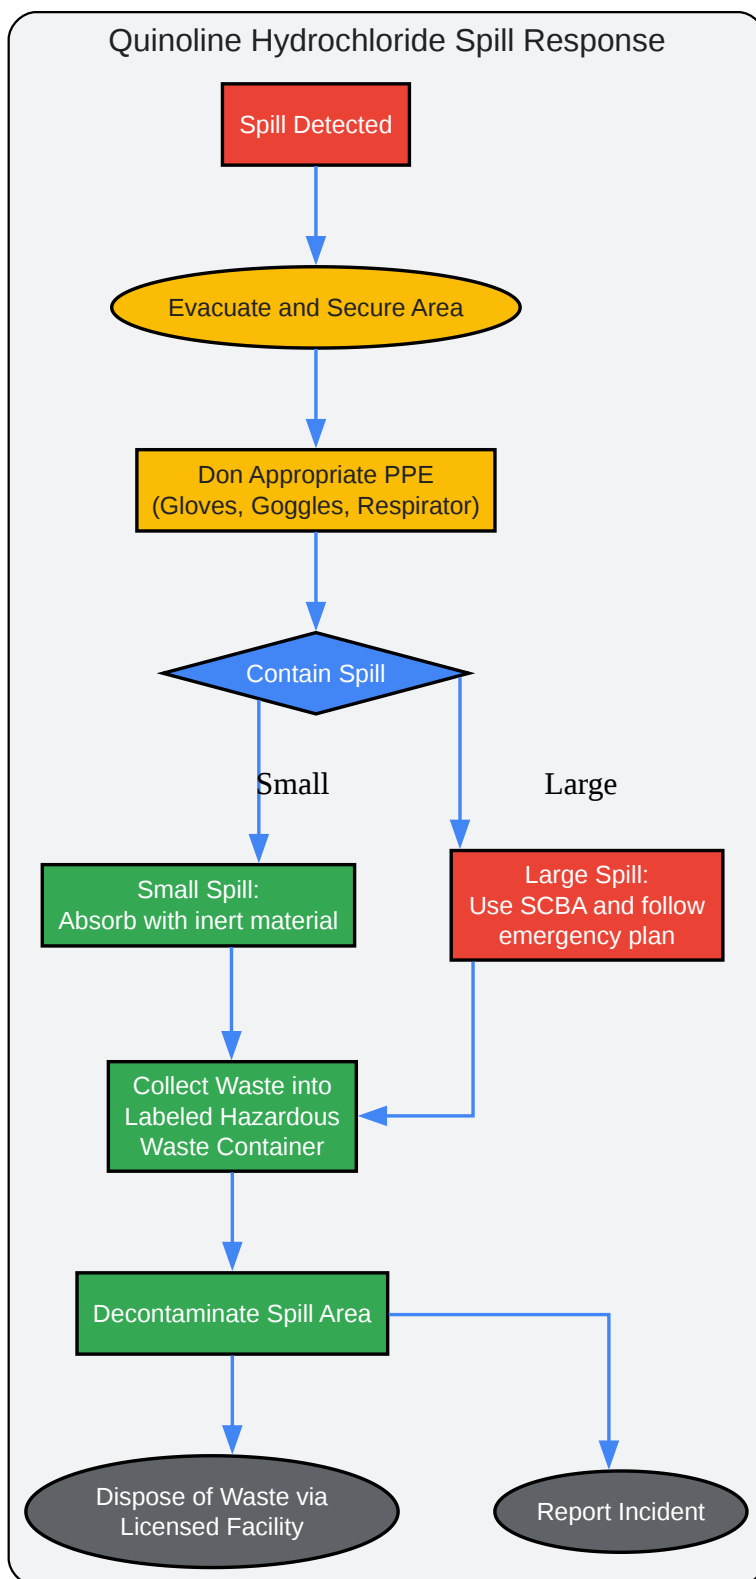 Quinoline Hydrochloride Spill Response
Spill Detected
Evacuate and Secure Area
Don Appropriate PPE
(Gloves, Goggles, Respirator)
Contain Spill
Small
Large
Small Spill:
Absorb with inert material
Large Spill:
Use SCBA and follow
emergency plan
Collect Waste into
Labeled Hazardous
Waste Container
Decontaminate Spill Area
Dispose of Waste via
Licensed Facility
Report Incident